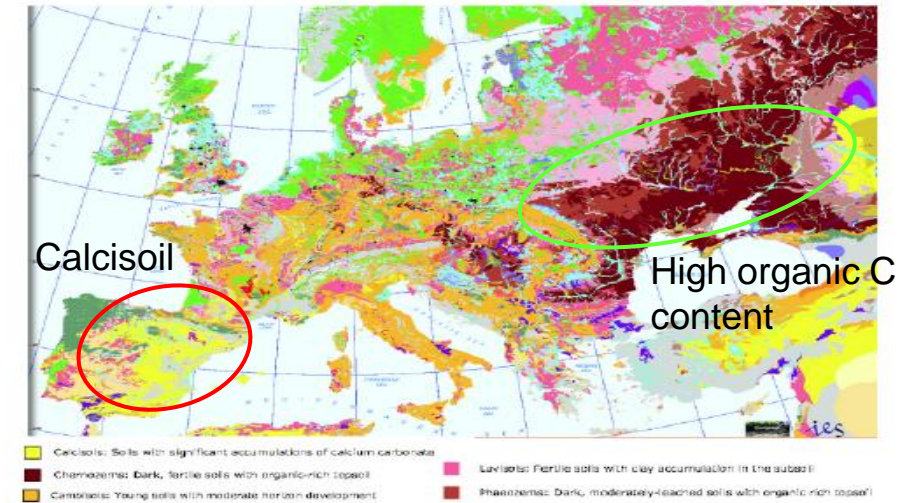 Calcisoil
High organic C
content
ies
Calcisols: Soils with significant accumulations of calcium carbonate
Chernozems: Dark, fertile soils with organic-rich topsoil
Cambisols: Young soils with moderate horizon development
Luvisols: Fertile soils with clay accumulation in the subsoil
Phaeozems: Dark, moderately-leached soils with organic rich topsoil